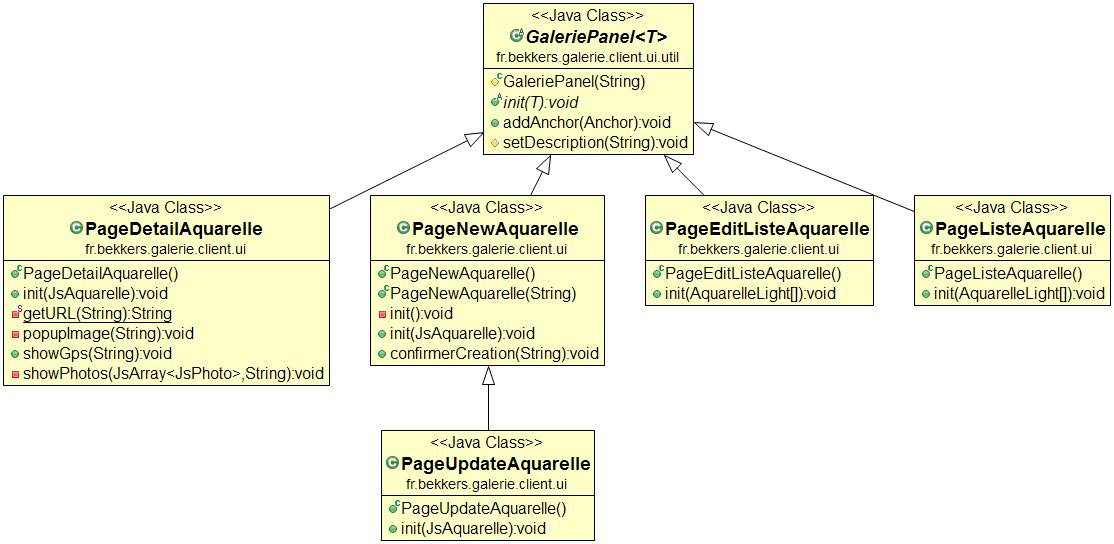 <<Java Class>>
GaleriePanel<T>
fr.bekkers.galerie.client.ui.util
GaleriePanel(String)
init(T):void
addAnchor(Anchor):void
setDescription(String):void
<<Java Class>>
PageDetailAquarelle
fr.bekkers.galerie.client.ui
PageDetailAquarelle()
init(JsAquarelle):void
getURL(String):String
popupImage(String):void
showGps(String):void
showPhotos(JsArray<JsPhoto>,String):void
<<Java Class>>
PageNewAquarelle
fr.bekkers.galerie.client.ui
PageNewAquarelle()
PageNewAquarelle(String)
init():void
init(JsAquarelle):void
confirmerCreation(String):void
<<Java Class>>
PageEditListeAquarelle
fr.bekkers.galerie.client.ui
PageEditListeAquarelle()
init(AquarelleLight[]):void
<<Java Class>>
PageListeAquarelle
fr.bekkers.galerie.client.ui
PageListeAquarelle()
init(AquarelleLight[]):void
<<Java Class>>
PageUpdateAquarelle
fr.bekkers.galerie.client.ui
PageUpdateAquarelle()
init(JsAquarelle):void